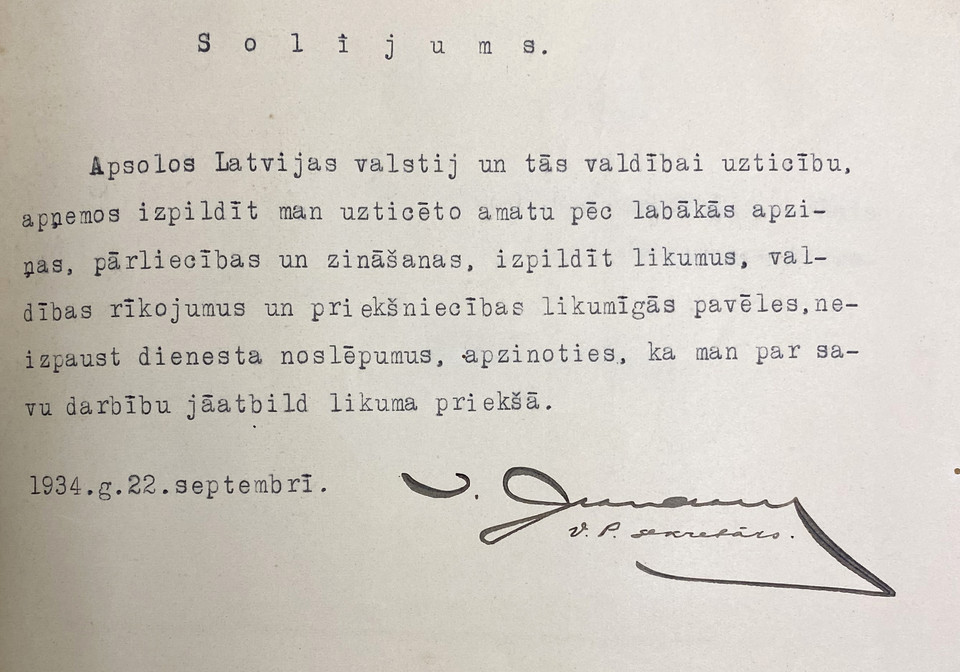 Solījums.
Apsolos Latvijas valstij un tās valdībai uzticību,
apņemos izpildīt man uzticēto amatu pēc labākās apzi-
ņas, pārliecības un zināšanas, izpildīt likumus, val-
dības rīkojumus un priekšniecības likumīgās pavēles,ne-
izpaust dienesta noslēpumus, apzinoties, ka man par sa-
vu darbību jāatbild likuma priekšā.
1934.g.22.septembrī.
V. P. sekretārs.